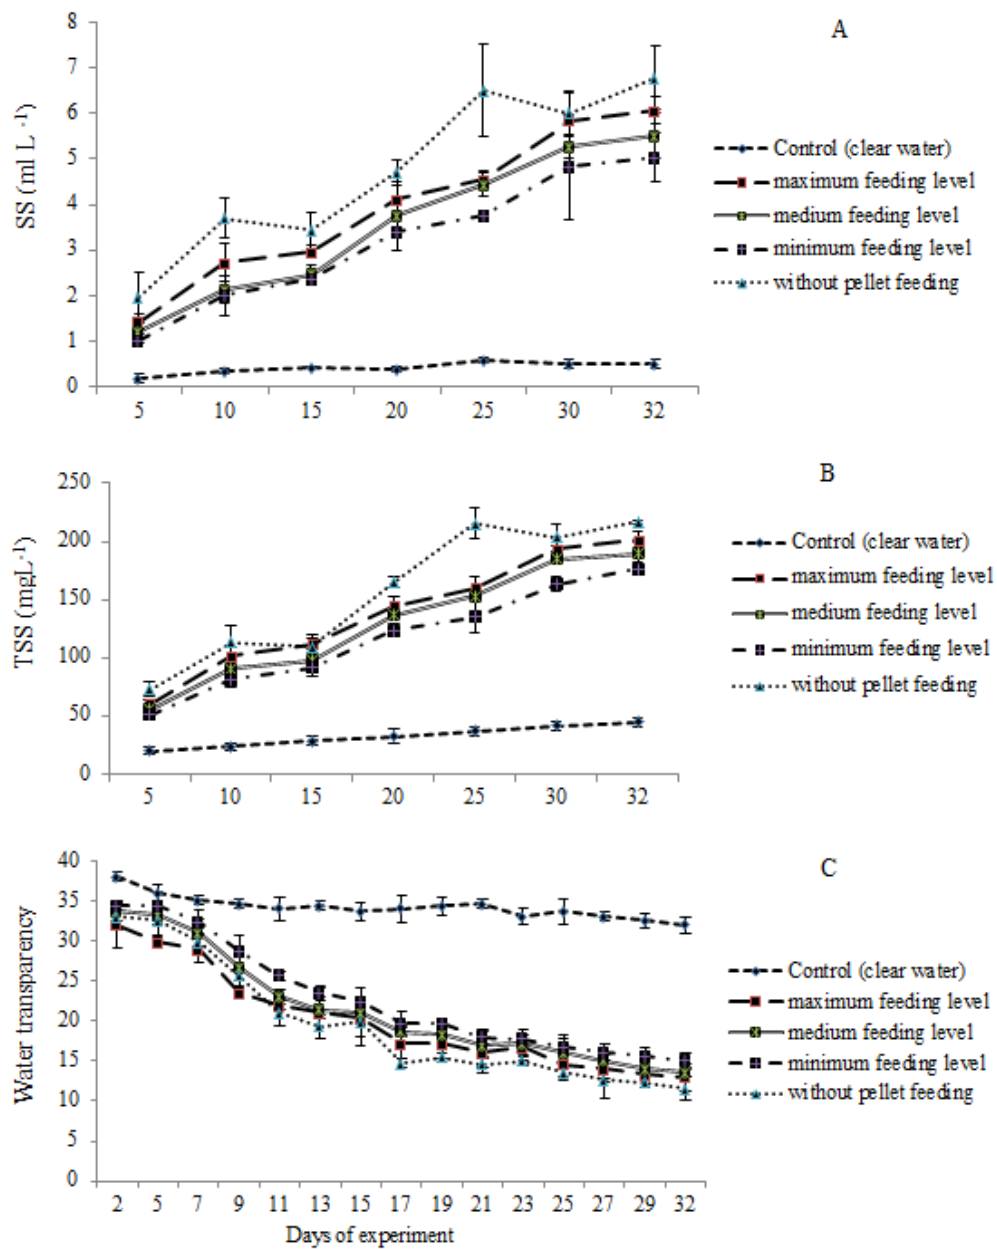 A
8
7
6
5
4
3
2
1
0
SS (ml L -1)
5 10 15 20 25 30 32
Control (clear water)
maximum feeding level
medium feeding level
minimum feeding level
without pellet feeding
B
250
200
150
100
50
0
TSS (mgL-1)
5 10 15 20 25 30 32
Control (clear water)
maximum feeding level
medium feeding level
minimum feeding level
without pellet feeding
C
40
35
30
25
20
15
10
5
0
Water transparency
2 5 7 9 11 13 15 17 19 21 23 25 27 29 32
Days of experiment
Control (clear water)
maximum feeding level
medium feeding level
minimum feeding level
without pellet feeding